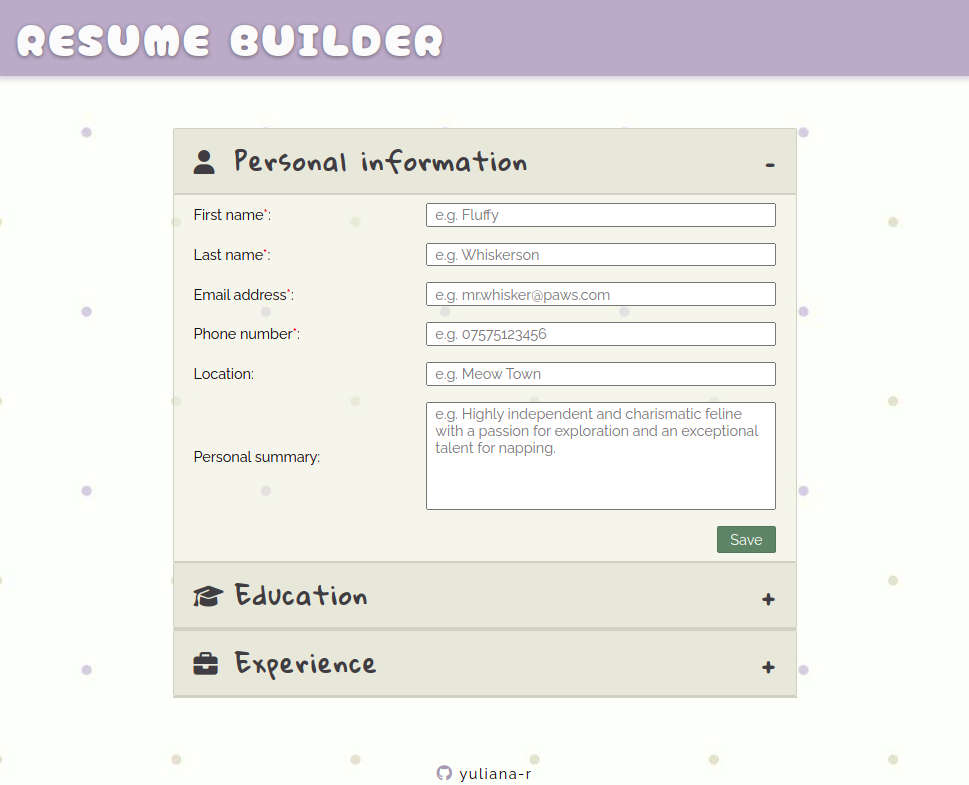 RESUME BUILDER
Personal information -
First name*: e.g. Fluffy
Last name*: e.g. Whiskerson
Email address*: e.g. mr.whisker@paws.com
Phone number*: e.g. 07575123456
Location: e.g. Meow Town
Personal summary: e.g. Highly independent and charismatic feline
with a passion for exploration and an exceptional
talent for napping.
Save
Education +
Experience +
yuliana-r